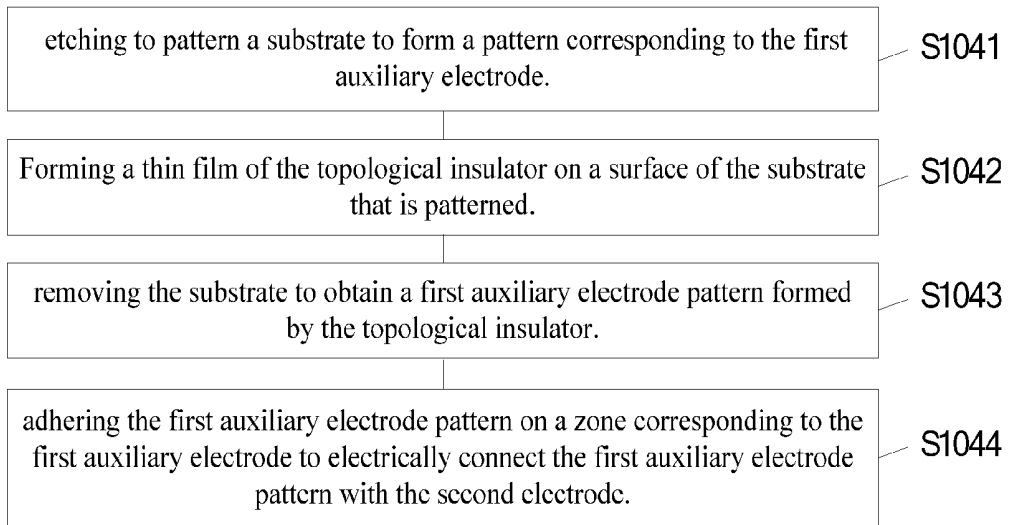 etching to pattern a substrate to form a pattern corresponding to the first
auxiliary electrode.
S1041
Forming a thin film of the topological insulator on a surface of the substrate
that is patterned.
S1042
removing the substrate to obtain a first auxiliary electrode pattern formed
by the topological insulator.
S1043
adhering the first auxiliary electrode pattern on a zone corresponding to the
first auxiliary electrode to electrically connect the first auxiliary electrode
pattern with the second electrode.
S1044